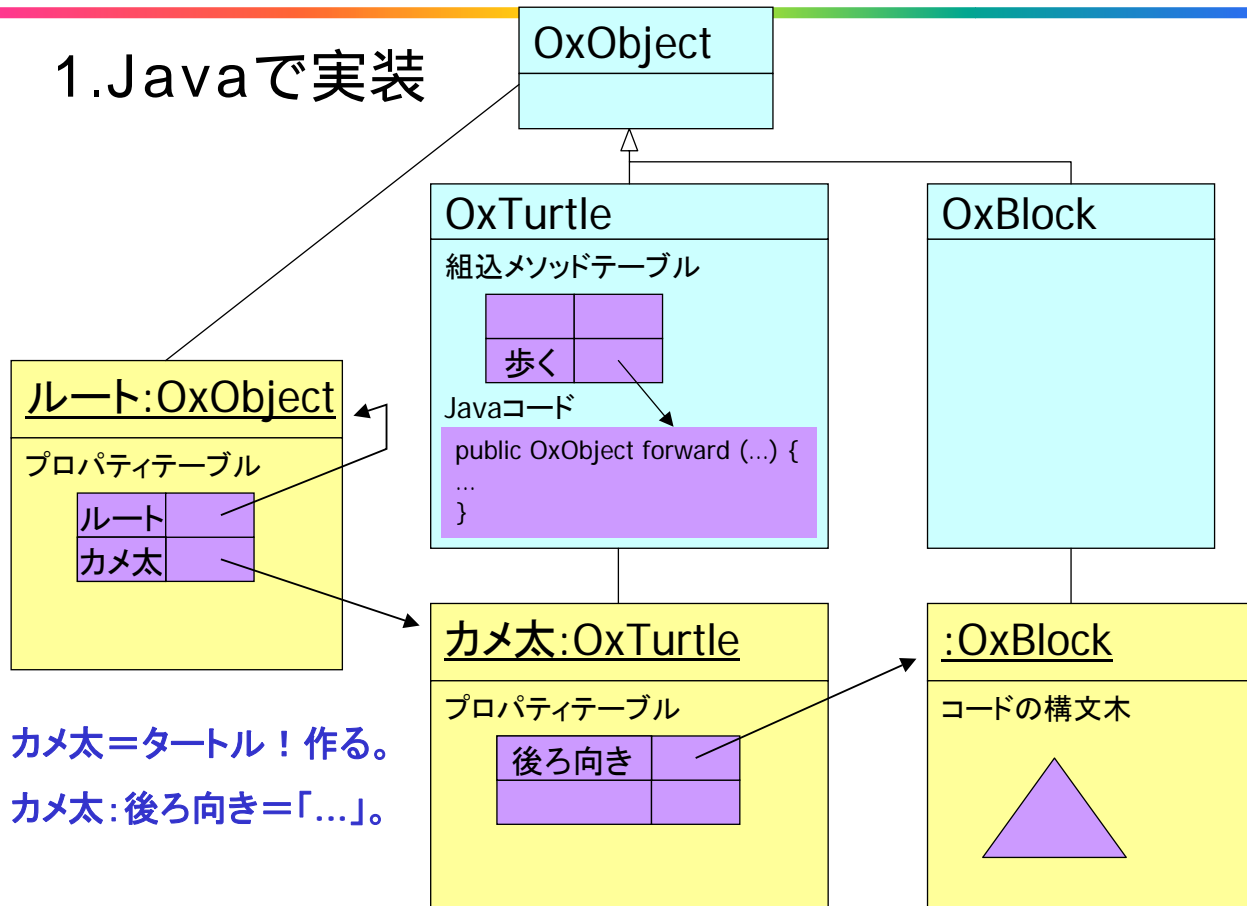 1.Javaで実装
OxObject
OxTurtle
組込メソッドテーブル
歩く
Javaコード
public OxObject forward (...) {
...
}
OxBlock
ルート:OxObject
プロパティテーブル
ルート
カメ太
カメ太:OxTurtle
プロパティテーブル
後ろ向き
:OxBlock
コードの構文木
カメ太=タートル!作る。
カメ太:後ろ向き=「...」。